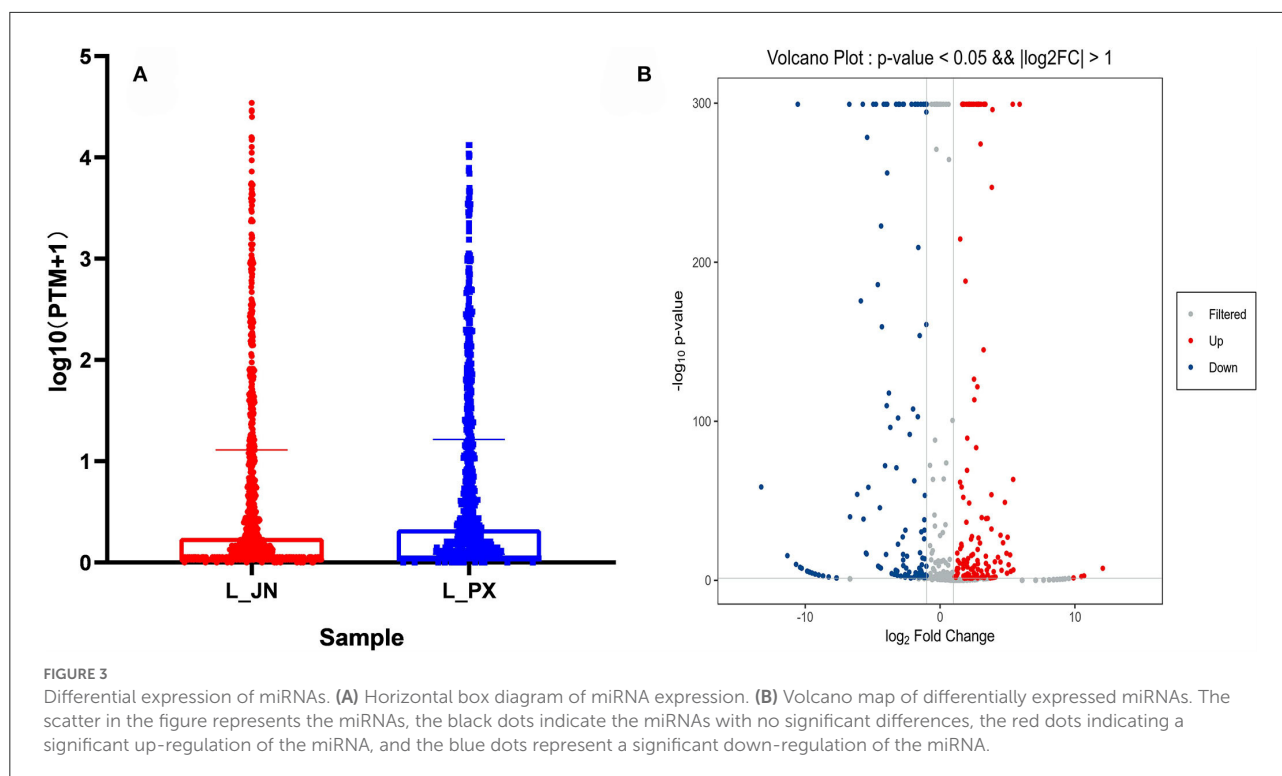 A
5
4
3
2
1
0
log10(PTM+1)
L_JN
L_PX
Sample
B
Volcano Plot : p-value < 0.05 && |log2FC| > 1
300
200
100
0
-log10 p-value
-10
0
10
log2 Fold Change
Filtered
Up
Down
FIGURE 3
Differential expression of miRNAs. (A) Horizontal box diagram of miRNA expression. (B) Volcano map of differentially expressed miRNAs. The
scatter in the figure represents the miRNAs, the black dots indicate the miRNAs with no significant differences, the red dots indicating a
significant up-regulation of the miRNA, and the blue dots represent a significant down-regulation of the miRNA.